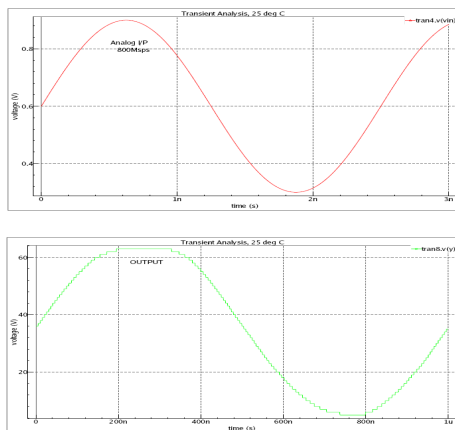 Transient Analysis, 25 deg C
tran4.v(vin)
Analog I/P
800Msps
voltage (V)
0.8
0.6
0.4
0
1n
2n
3n
time (s)
Transient Analysis, 25 deg C
tran8.v(y)
OUTPUT
voltage (V)
60
40
20
0
200n
400n
600n
800n
1u
time (s)